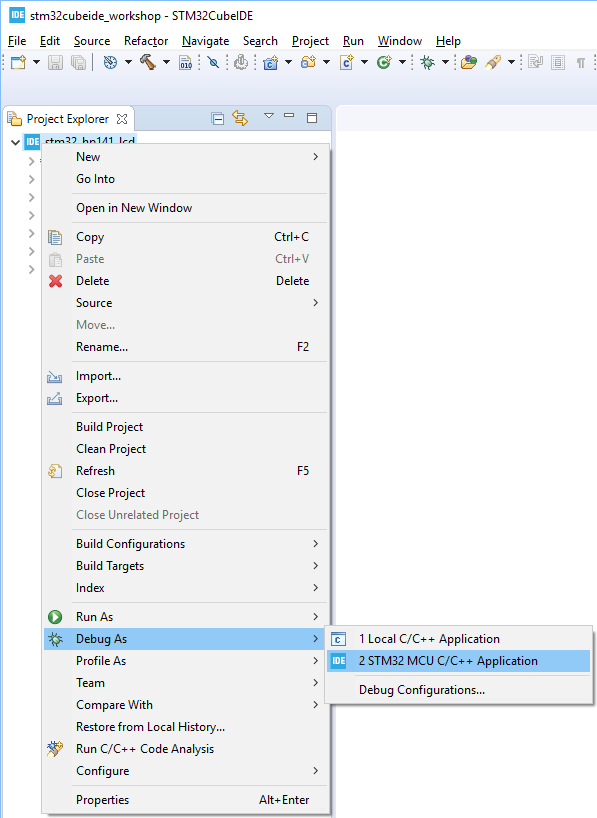 IDE stm32cubeide_workshop - STM32CubeIDE
File Edit Source Refactor Navigate Search Project Run Window Help
010 C C C
Project Explorer
IDE
New
Go Into
Open in New Window
Copy Ctrl+C
Paste Ctrl+V
Delete Delete
Source
Move...
Rename... F2
Import...
Export...
Build Project
Clean Project
Refresh F5
Close Project
Close Unrelated Project
Build Configurations
Build Targets
Index
Run As
Debug As
C 1 Local C/C++ Application
Profile As
IDE 2 STM32 MCU C/C++ Application
Team
Debug Configurations...
Compare With
Restore from Local History...
Run C/C++ Code Analysis
Configure
Properties Alt+Enter